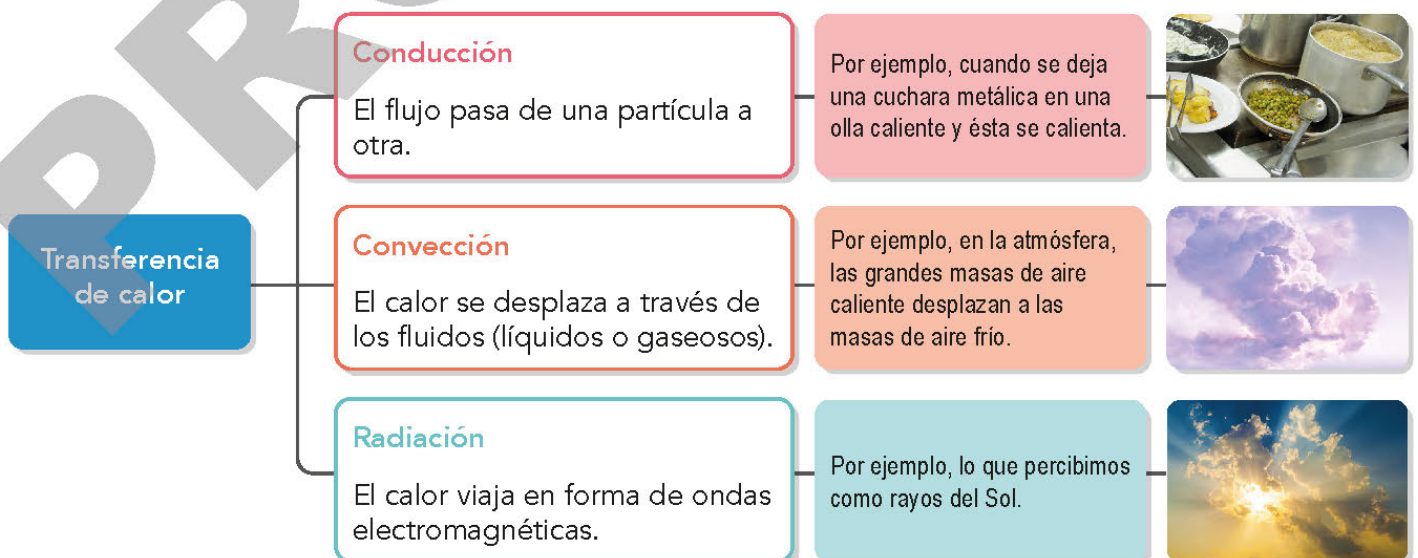 Conducción
El flujo pasa de una partícula a
otra.
Por ejemplo, cuando se deja
una cuchara metálica en una
olla caliente y ésta se calienta.
Transferencia
de calor
Convección
El calor se desplaza a través de
los fluidos (líquidos o gaseosos).
Por ejemplo, en la atmósfera,
las grandes masas de aire
caliente desplazan a las
masas de aire frío.
Radiación
El calor viaja en forma de ondas
electromagnéticas.
Por ejemplo, lo que percibimos
como rayos del Sol.